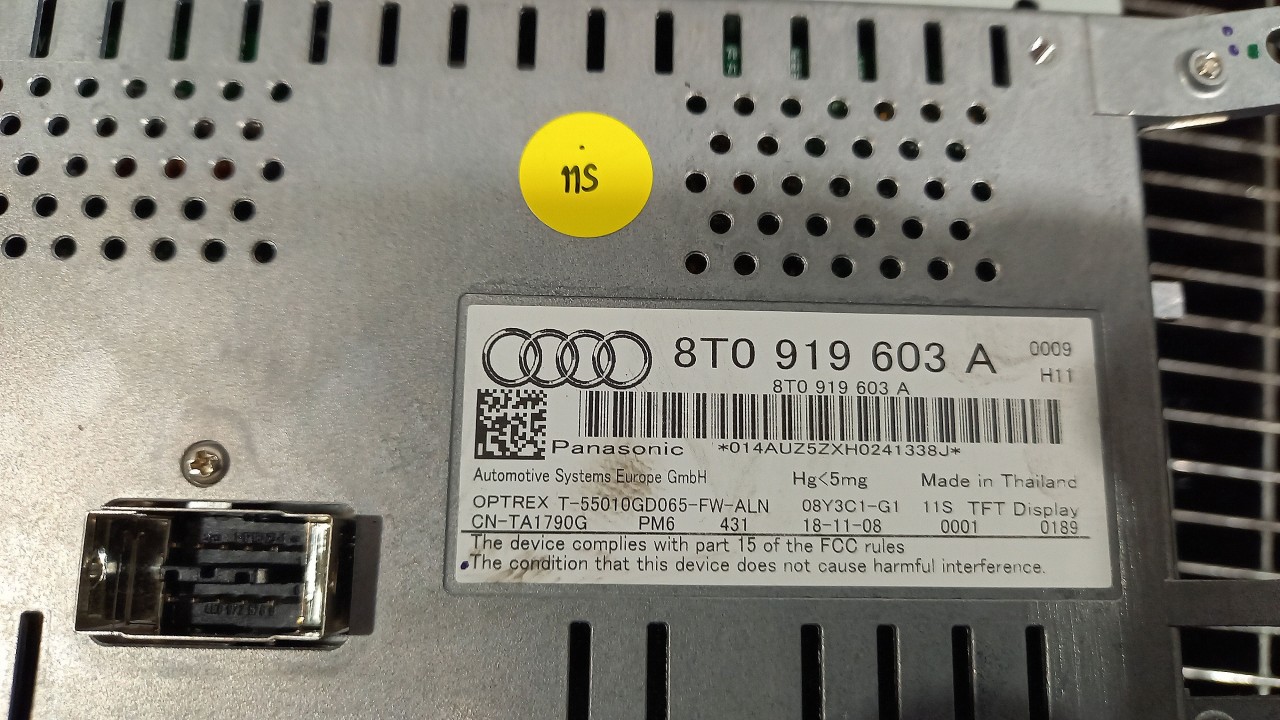 11S
8T0 919 603 A 0009
H11
8T0 919 603 A
Panasonic *014AUZ5ZXH0241338J*
Automotive Systems Europe GmbH Hg<5mg Made in Thailand
OPTREX T-55010GD065-FW-ALN 08Y3C1-G1 11S TFT Display
CN-TA1790G PM6 431 18-11-08 0001 0189
The device complies with part 15 of the FCC rules
The condition that this device does not cause harmful interference.